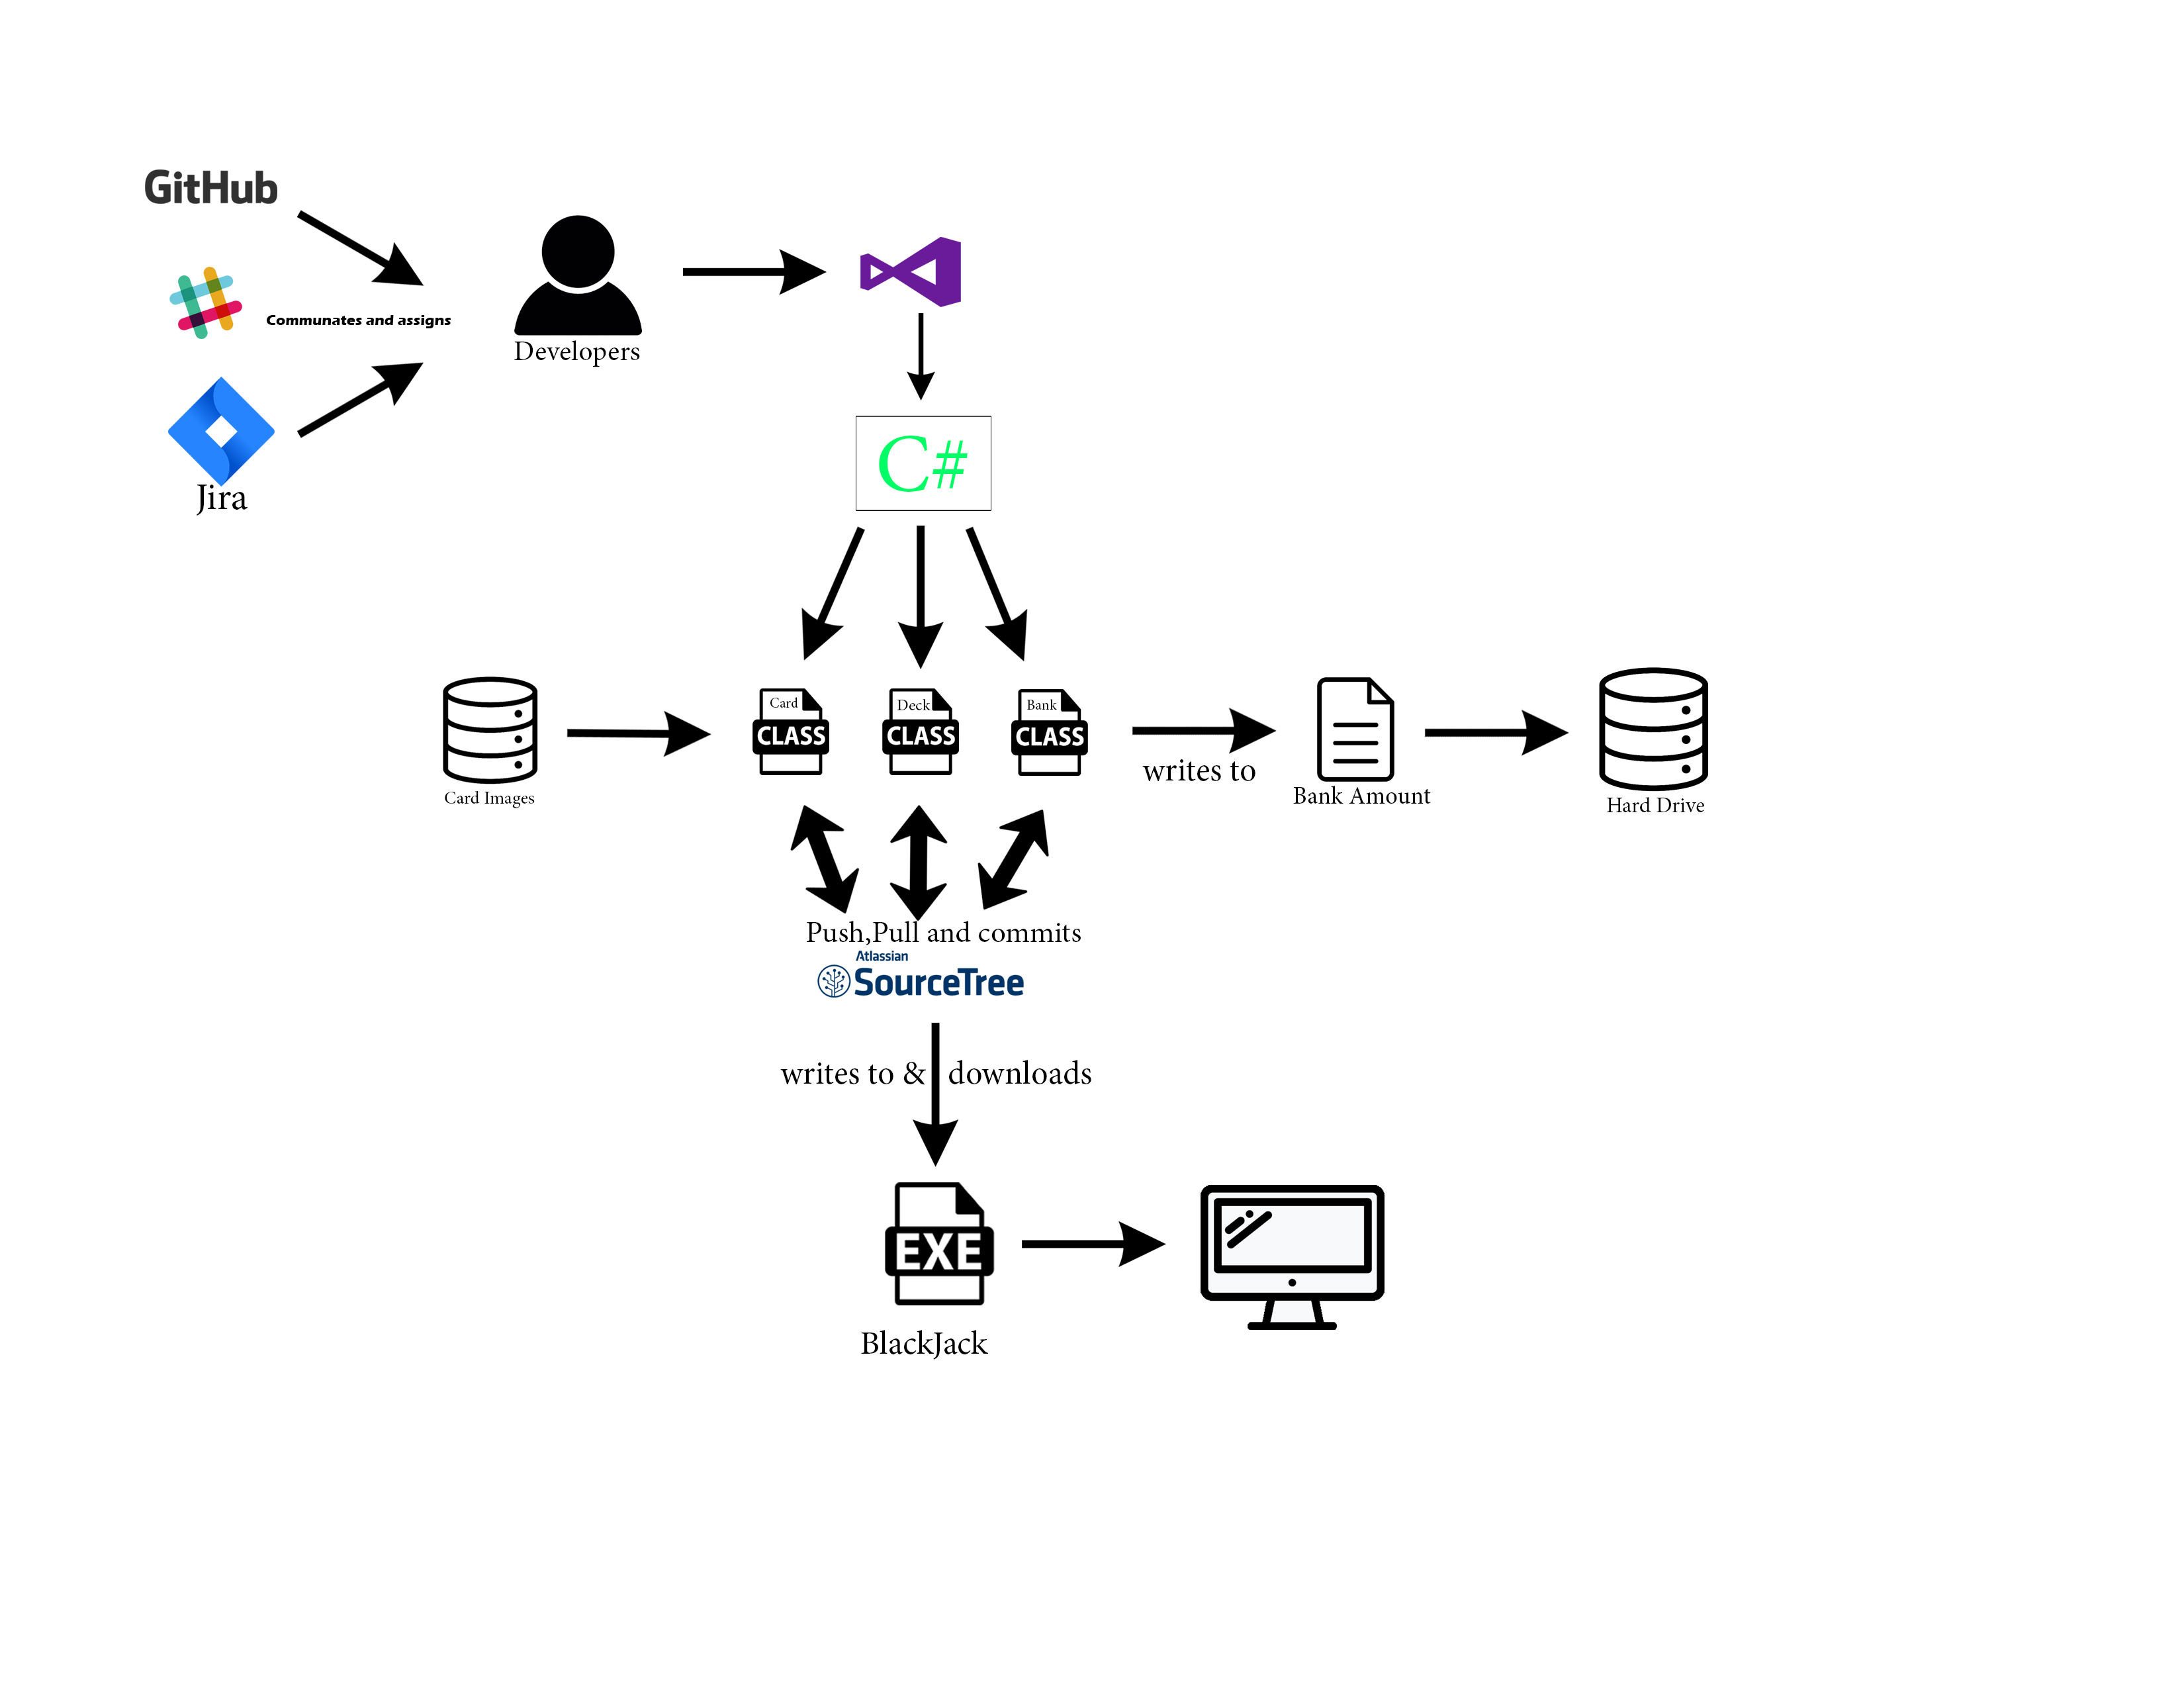 GitHub
Communates and assigns
Developers
Jira
C#
Card
CLASS
Deck
CLASS
Bank
CLASS
Card Images
writes to
Bank Amount
Hard Drive
Push,Pull and commits
Atlassian
SourceTree
writes to & downloads
EXE
BlackJack